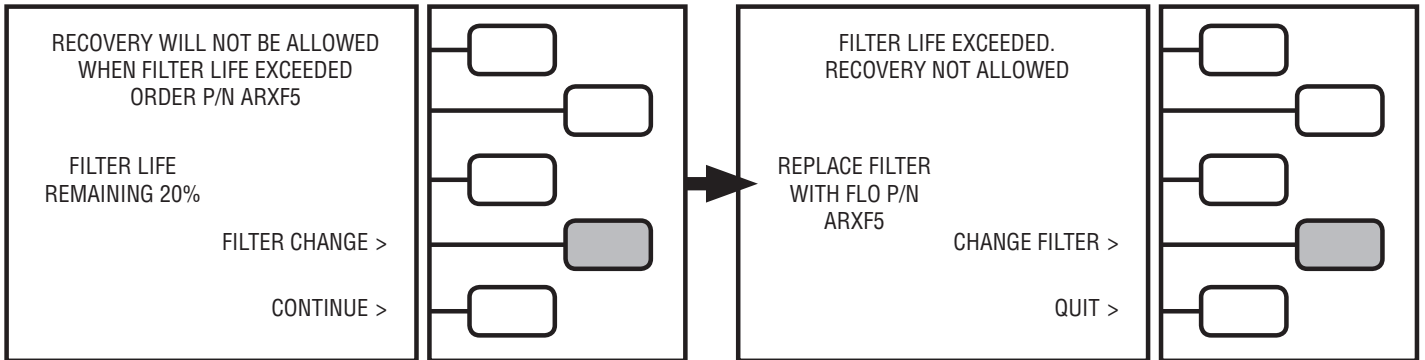 RECOVERY WILL NOT BE ALLOWED
WHEN FILTER LIFE EXCEEDED
ORDER P/N ARXF5
FILTER LIFE
REMAINING 20%
FILTER CHANGE >
CONTINUE >
FILTER LIFE EXCEEDED.
RECOVERY NOT ALLOWED
REPLACE FILTER
WITH FLO P/N
ARXF5
CHANGE FILTER >
QUIT >